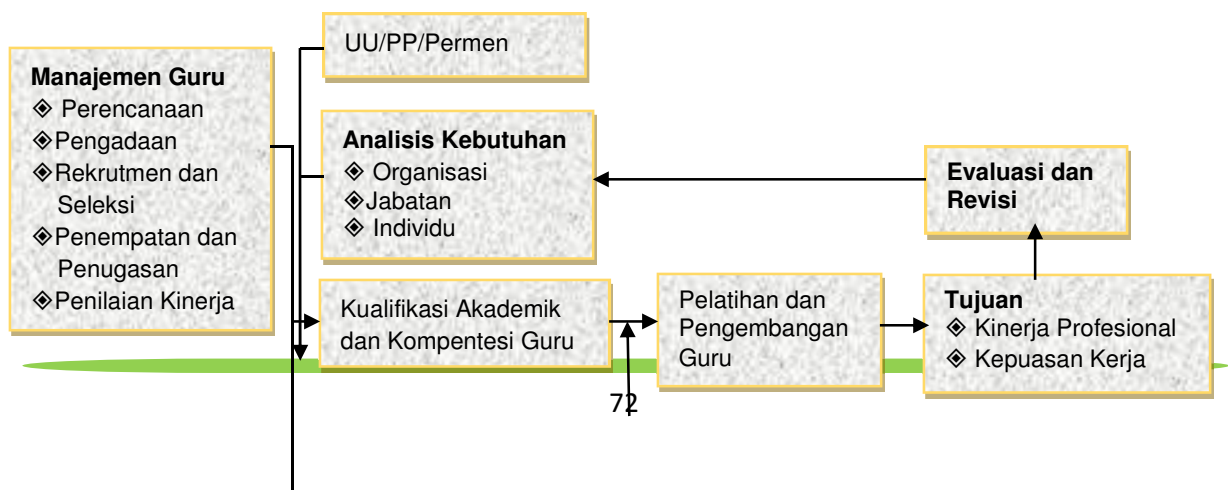 Manajemen Guru
◈ Perencanaan
◈Pengadaan
◈Rekrutmen dan
Seleksi
◈Penempatan dan
Penugasan
◈Penilaian Kinerja
UU/PP/Permen
Analisis Kebutuhan
◈ Organisasi
◈Jabatan
◈ Individu
Kualifikasi Akademik
dan Kompentesi Guru
Pelatihan dan
Pengembangan
Guru
Tujuan
◈ Kinerja Profesional
◈ Kepuasan Kerja
Evaluasi dan
Revisi
72